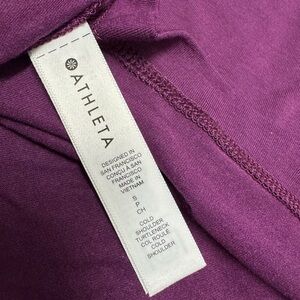 ATHLETA
DESIGNED IN
SAN FRANCISCO
CONÇU À SAN
FRANCISCO
MADE IN
VIETNAM
S
P
CH
COLD
SHOULDER
TURTLENECK
COL ROULÉ
COLD
SHOULDER